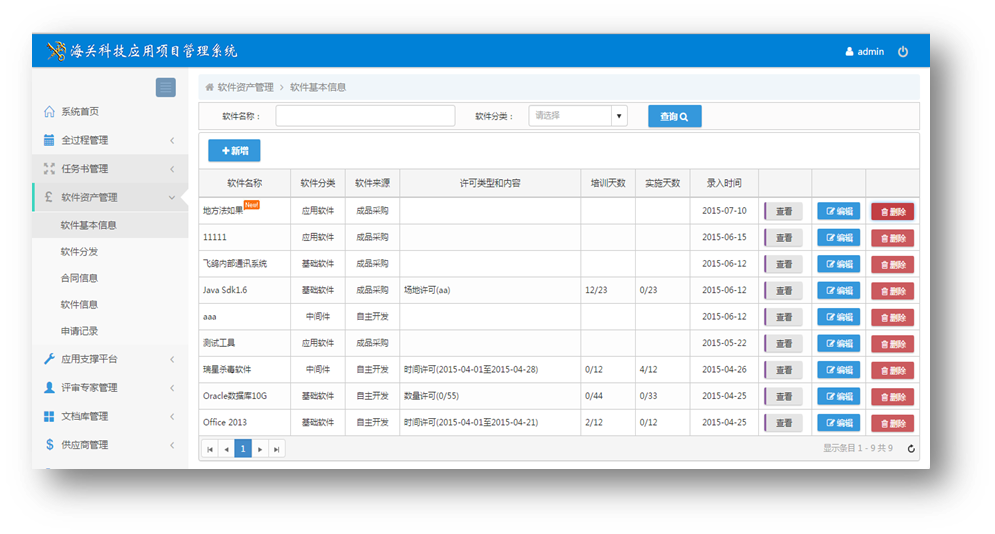 海关科技应用项目管理系统
admin
软件资产管理 > 软件基本信息
系统首页
全过程管理
任务书管理
软件资产管理
软件基本信息
软件分发
合同信息
软件信息
申请记录
应用支撑平台
评审专家管理
文档库管理
供应商管理
软件名称: 软件分类: 请选择 查询
+新增
软件名称 软件分类 软件来源 许可类型和内容 培训天数 实施天数 录入时间
地方法如果 New! 应用软件 成品采购 2015-07-10 查看 编辑 删除
11111 应用软件 成品采购 2015-06-15 查看 编辑 删除
飞鸽内部通讯系统 基础软件 成品采购 2015-06-12 查看 编辑 删除
Java Sdk1.6 基础软件 成品采购 场地许可(aa) 12/23 0/23 2015-06-12 查看 编辑 删除
aaa 中间件 自主开发 2015-06-12 查看 编辑 删除
测试工具 应用软件 成品采购 2015-05-22 查看 编辑 删除
瑞星杀毒软件 中间件 自主开发 时间许可(2015-04-01至2015-04-28) 0/12 4/12 2015-04-26 查看 编辑 删除
Oracle数据库10G 基础软件 自主开发 数量许可(0/55) 0/44 0/33 2015-04-25 查看 编辑 删除
Office 2013 基础软件 自主开发 时间许可(2015-04-01至2015-04-21) 2/12 0/12 2015-04-25 查看 编辑 删除
1 显示条目 1 - 9 共 9